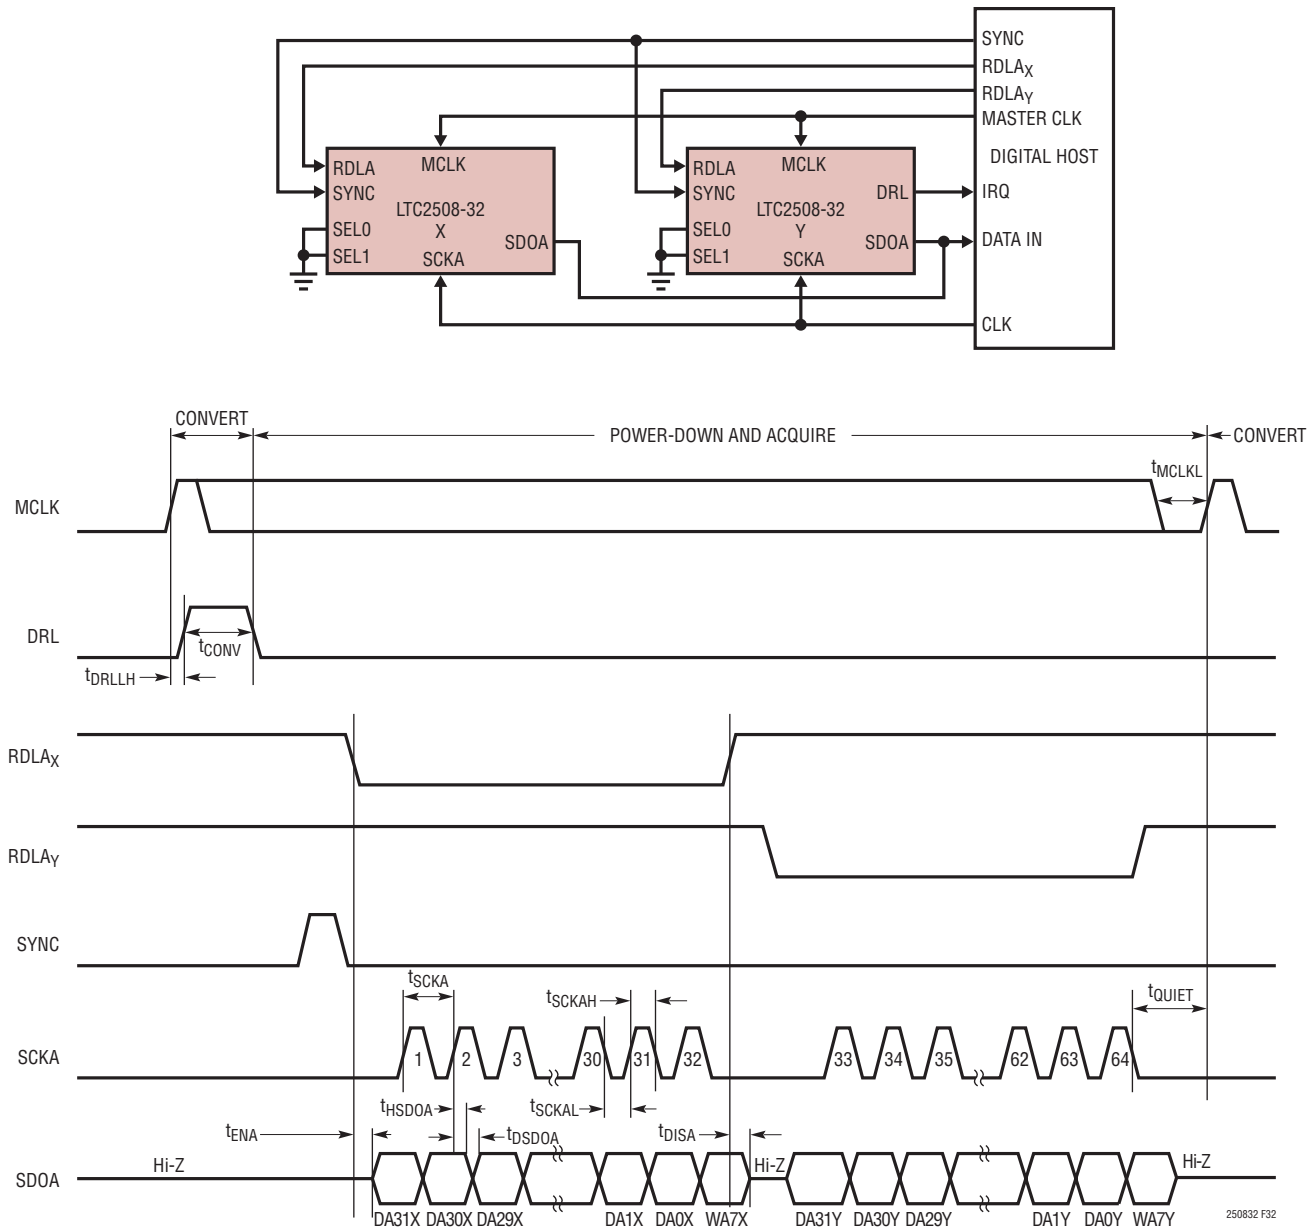 SYNC
RDLAX
RDLAY
MASTER CLK
DIGITAL HOST
IRQ
DATA IN
CLK
RDLA
MCLK
SYNC
LTC2508-32
X
SEL0
SEL1
SDOA
SCKA
RDLA
MCLK
SYNC
DRL
LTC2508-32
Y
SEL0
SEL1
SDOA
SCKA
CONVERT
POWER-DOWN AND ACQUIRE
CONVERT
tMCLKL
MCLK
DRL
tCONV
tDRLLH
RDLAX
RDLAY
SYNC
tSCKA
tSCKAH
tQUIET
SCKA
1 2 3 30 31 32 33 34 35 62 63 64
tHSDOA
tSCKAL
tENA
tDSDOA
tDISA
SDOA
Hi-Z
Hi-Z
Hi-Z
DA31X DA30X DA29X DA1X DA0X WA7X DA31Y DA30Y DA29Y DA1Y DA0Y WA7Y
250832 F32